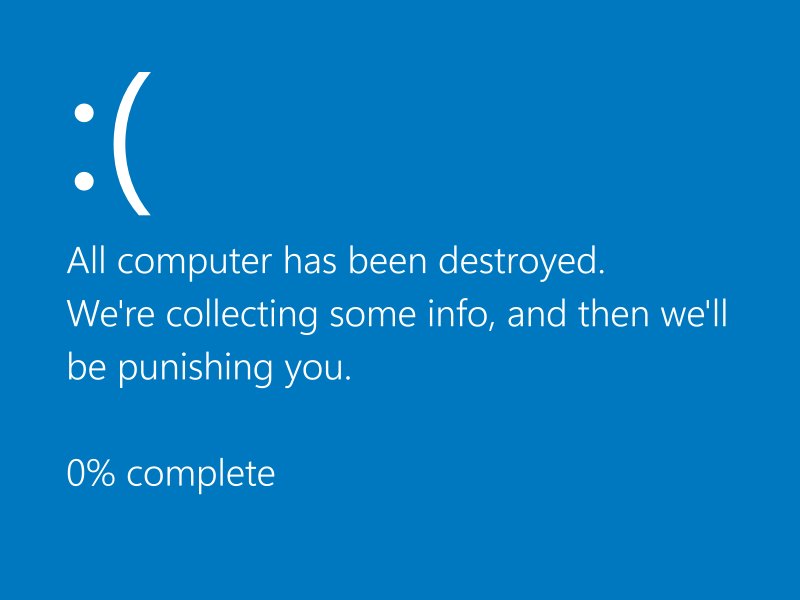 :(
All computer has been destroyed.
We're collecting some info, and then we'll
be punishing you.
0% complete